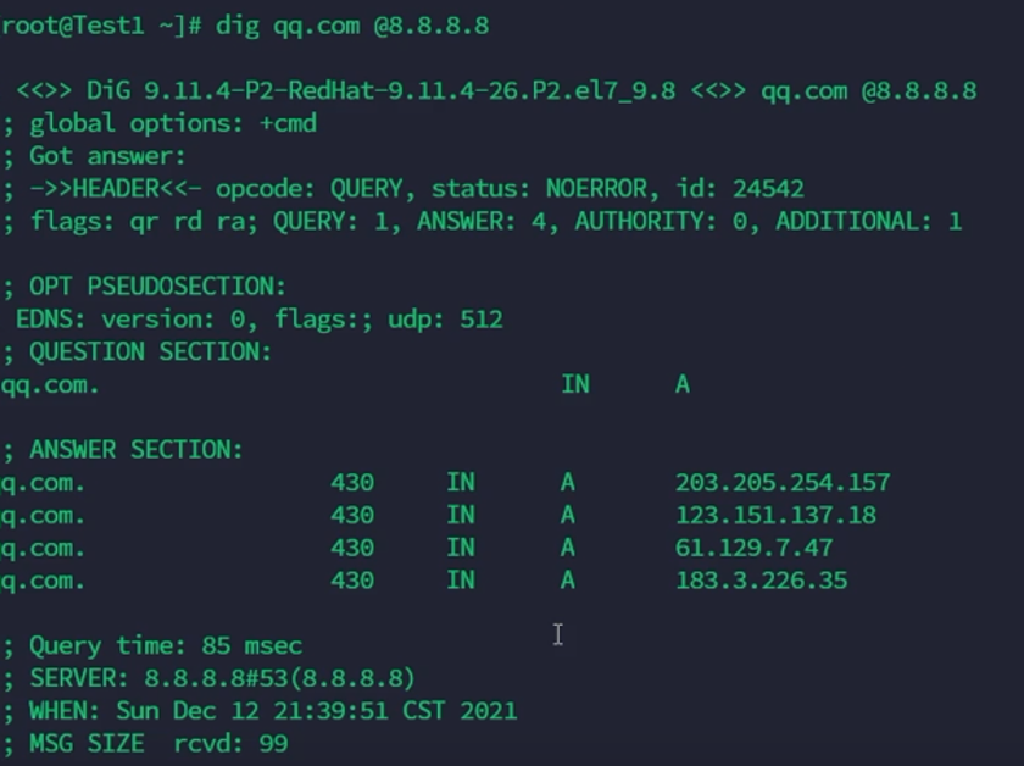 root@Test1 ~]# dig qq.com @8.8.8.8
<<>> DiG 9.11.4-P2-RedHat-9.11.4-26.P2.el7_9.8 <<>> qq.com @8.8.8.8
; global options: +cmd
; Got answer:
; ->>HEADER<<- opcode: QUERY, status: NOERROR, id: 24542
; flags: qr rd ra; QUERY: 1, ANSWER: 4, AUTHORITY: 0, ADDITIONAL: 1
; OPT PSEUDOSECTION:
EDNS: version: 0, flags:; udp: 512
; QUESTION SECTION:
qq.com. IN A
; ANSWER SECTION:
q.com. 430 IN A 203.205.254.157
q.com. 430 IN A 123.151.137.18
q.com. 430 IN A 61.129.7.47
q.com. 430 IN A 183.3.226.35
; Query time: 85 msec
; SERVER: 8.8.8.8#53(8.8.8.8)
; WHEN: Sun Dec 12 21:39:51 CST 2021
; MSG SIZE rcvd: 99